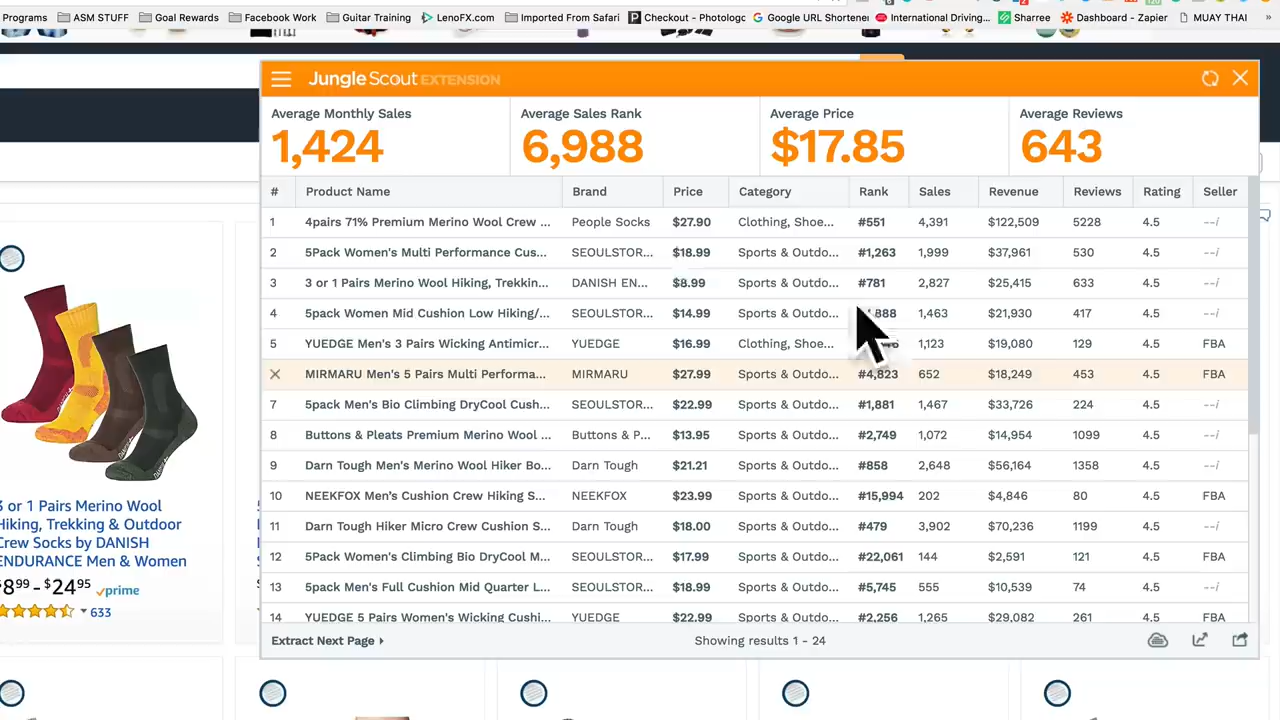 Programs ASM STUFF Goal Rewards Facebook Work Guitar Training LenoFX.com Imported From Safari Checkout - Photologo Google URL Shortener International Driving... Sharree Dashboard - Zapier MUAY THAI »
Jungle Scout EXTENSION
Average Monthly Sales Average Sales Rank Average Price Average Reviews
1,424 6,988 $17.85 643
# Product Name Brand Price Category Rank Sales Revenue Reviews Rating Seller
1 4pairs 71% Premium Merino Wool Crew ... People Socks $27.90 Clothing, Shoe... #551 4,391 $122,509 5228 4.5 --i
2 5Pack Women's Multi Performance Cus... SEOULSTOR... $18.99 Sports & Outdo... #1,263 1,999 $37,961 530 4.5 --i
3 3 or 1 Pairs Merino Wool Hiking, Trekkin... DANISH EN... $8.99 Sports & Outdo... #781 2,827 $25,415 633 4.5 --i
4 5pack Women Mid Cushion Low Hiking/... SEOULSTOR... $14.99 Sports & Outdo... 888 1,463 $21,930 417 4.5 --i
5 YUEDGE Men's 3 Pairs Wicking Antimicr... YUEDGE $16.99 Clothing, Shoe... 1,123 $19,080 129 4.5 FBA
MIRMARU Men's 5 Pairs Multi Performa... MIRMARU $27.99 Sports & Outdo... #4,823 652 $18,249 453 4.5 FBA
7 5pack Men's Bio Climbing DryCool Cush... SEOULSTOR... $22.99 Sports & Outdo... #1,881 1,467 $33,726 224 4.5 --i
8 Buttons & Pleats Premium Merino Wool ... Buttons & P... $13.95 Sports & Outdo... #2,749 1,072 $14,954 1099 4.5 --i
9 Darn Tough Men's Merino Wool Hiker Bo... Darn Tough $21.21 Sports & Outdo... #858 2,648 $56,164 1358 4.5 --i
10 NEEKFOX Men's Cushion Crew Hiking S... NEEKFOX $23.99 Sports & Outdo... #15,994 202 $4,846 80 4.5 FBA
11 Darn Tough Hiker Micro Crew Cushion S... Darn Tough $18.00 Sports & Outdo... #479 3,902 $70,236 1199 4.5 --i
12 5Pack Women's Climbing Bio DryCool M... SEOULSTOR... $17.99 Sports & Outdo... #22,061 144 $2,591 121 4.5 FBA
13 5pack Men's Full Cushion Mid Quarter L... SEOULSTOR... $18.99 Sports & Outdo... #5,745 555 $10,539 74 4.5 --i
14 YUEDGE 5 Pairs Women's Wicking Cushi... YUEDGE $22.99 Sports & Outdo... #2,256 1,265 $29,082 261 4.5 FBA
Extract Next Page Showing results 1 - 24
3 or 1 Pairs Merino Wool
Hiking, Trekking & Outdoor
Crew Socks by DANISH
ENDURANCE Men & Women
$8.99 - $24.95 prime
633